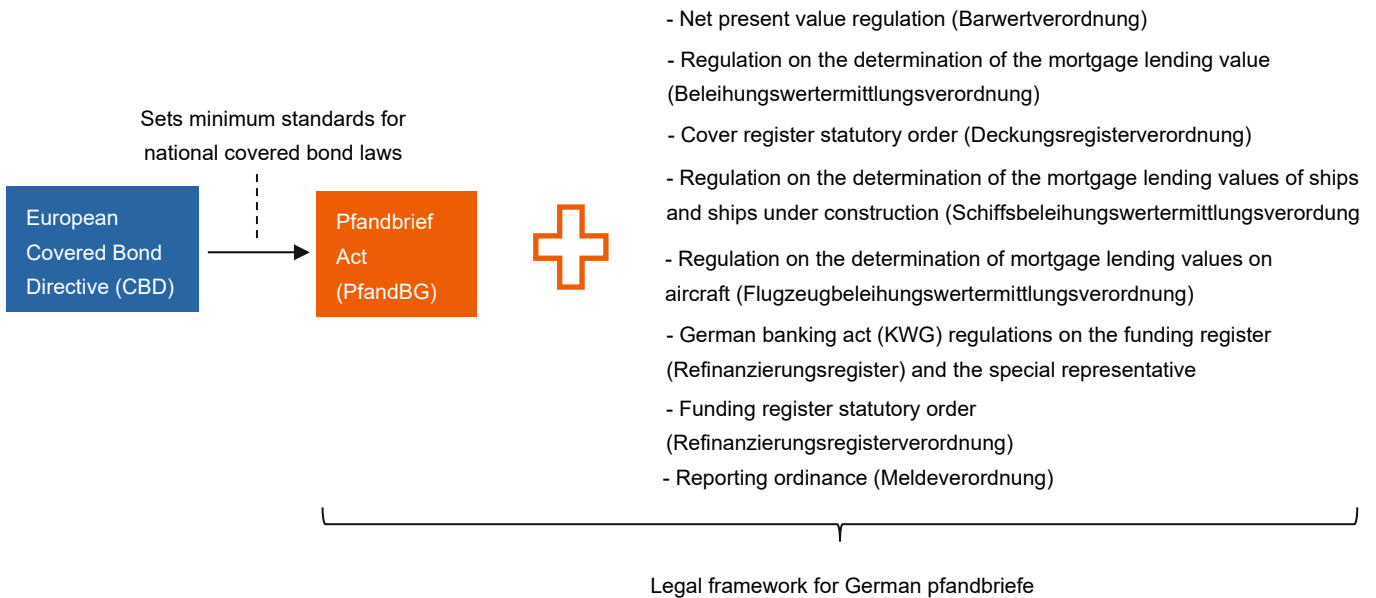 Sets minimum standards for
national covered bond laws
European
Covered Bond
Directive (CBD)
Pfandbrief
Act
(PfandBG)
- Net present value regulation (Barwertverordnung)
- Regulation on the determination of the mortgage lending value
(Beleihungswertermittlungsverordnung)
- Cover register statutory order (Deckungsregisterverordnung)
- Regulation on the determination of the mortgage lending values of ships
and ships under construction (Schiffsbeleihungswertermittlungsverordung
- Regulation on the determination of mortgage lending values on
aircraft (Flugzeugbeleihungswertermittlungsverordnung)
- German banking act (KWG) regulations on the funding register
(Refinanzierungsregister) and the special representative
- Funding register statutory order
(Refinanzierungsregisterverordnung)
- Reporting ordinance (Meldeverordnung)
Legal framework for German pfandbriefe